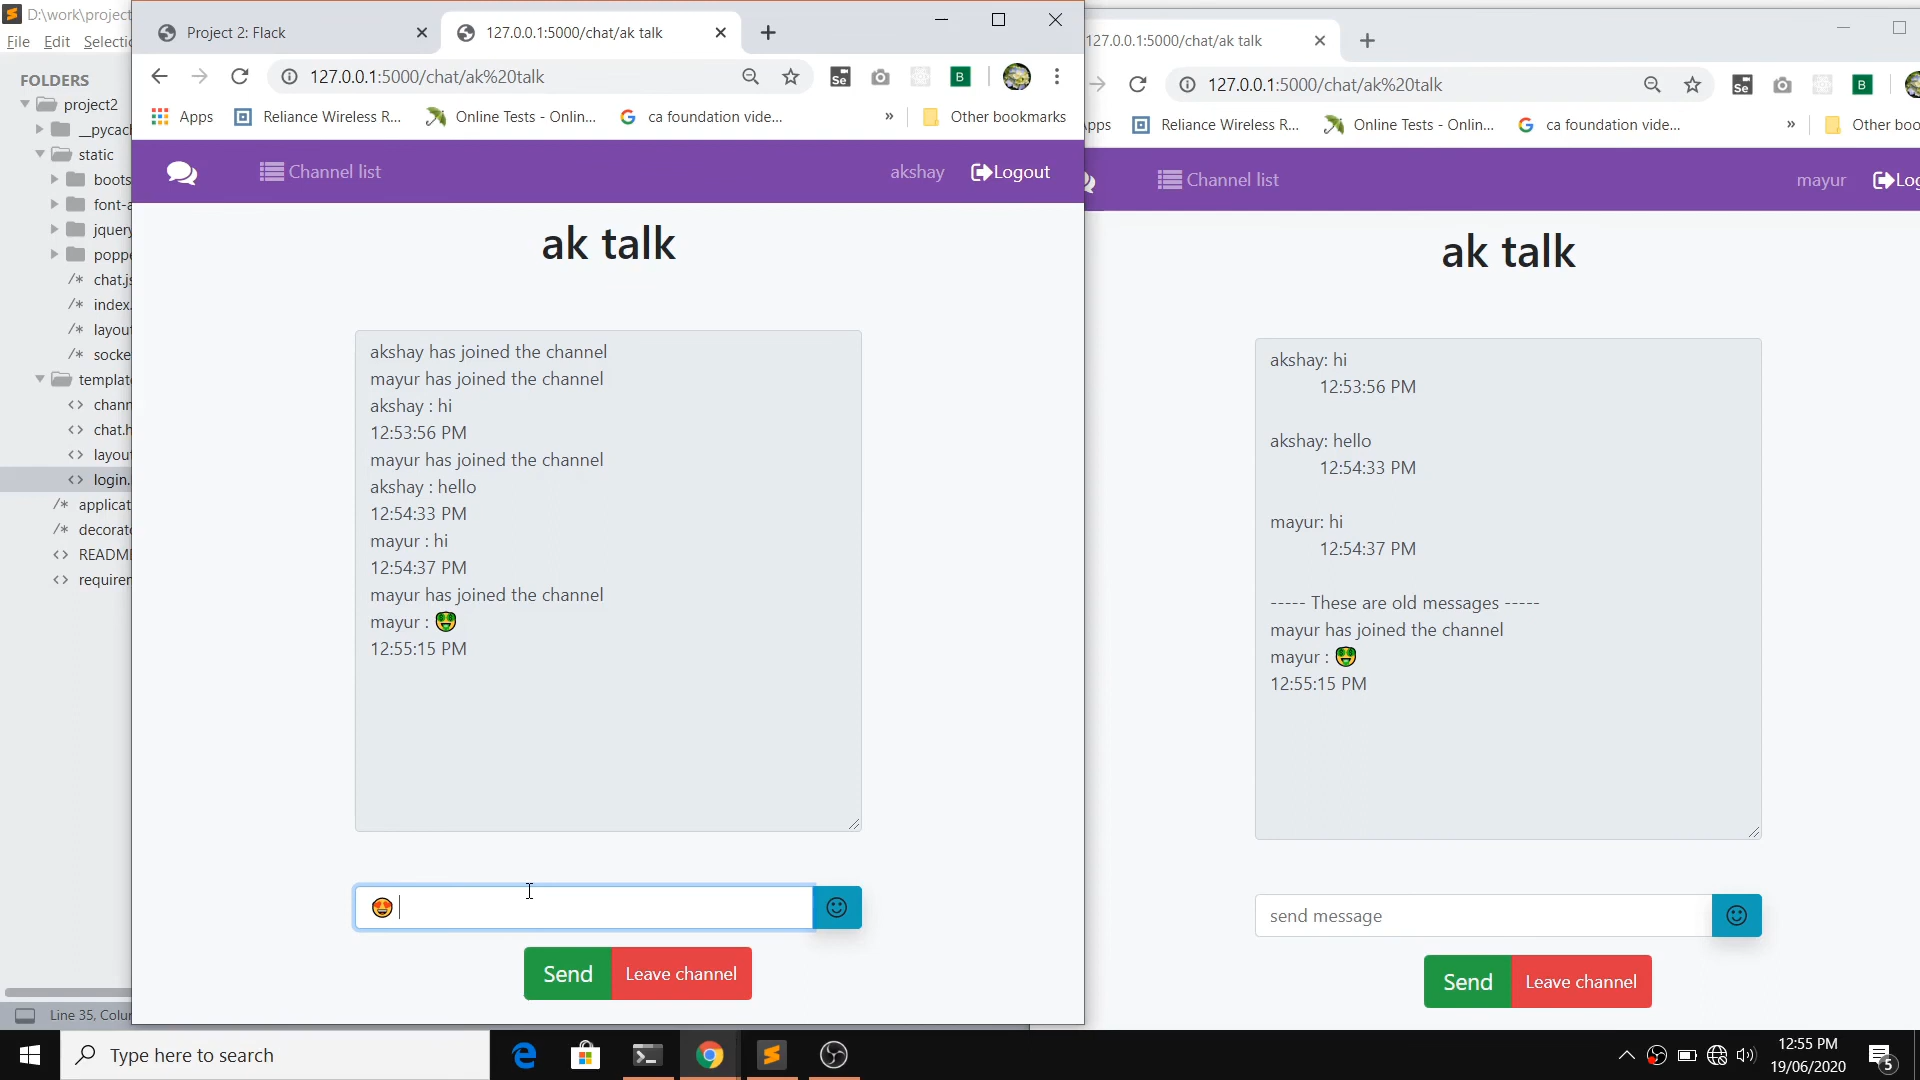 D:\work\project
File Edit Selectio
FOLDERS
project2
__pycach
static
boots
font-a
jquery
poppe
/* chat.js
/* index.
/* layout
/* socke
templat
<> chann
<> chat.h
<> layout
<> login.
/* applicat
/* decorato
<> READM
<> requirer
Line 35, Colu
Project 2: Flack
127.0.0.1:5000/chat/ak talk
127.0.0.1:5000/chat/ak%20talk
Se
B
Apps
Reliance Wireless R...
Online Tests - Onlin...
G ca foundation vide...
»
Other bookmarks
Channel list
akshay
Logout
ak talk
akshay has joined the channel
mayur has joined the channel
akshay : hi
12:53:56 PM
mayur has joined the channel
akshay : hello
12:54:33 PM
mayur : hi
12:54:37 PM
mayur has joined the channel
mayur : 🤑
12:55:15 PM
😍
Send
Leave channel
127.0.0.1:5000/chat/ak talk
127.0.0.1:5000/chat/ak%20talk
Se
B
pps
Reliance Wireless R...
Online Tests - Onlin...
G ca foundation vide...
»
Other boo
Channel list
mayur
Log
ak talk
akshay: hi
12:53:56 PM
akshay: hello
12:54:33 PM
mayur: hi
12:54:37 PM
----- These are old messages -----
mayur has joined the channel
mayur : 🤑
12:55:15 PM
send message
Send
Leave channel
Type here to search
12:55 PM
19/06/2020
5